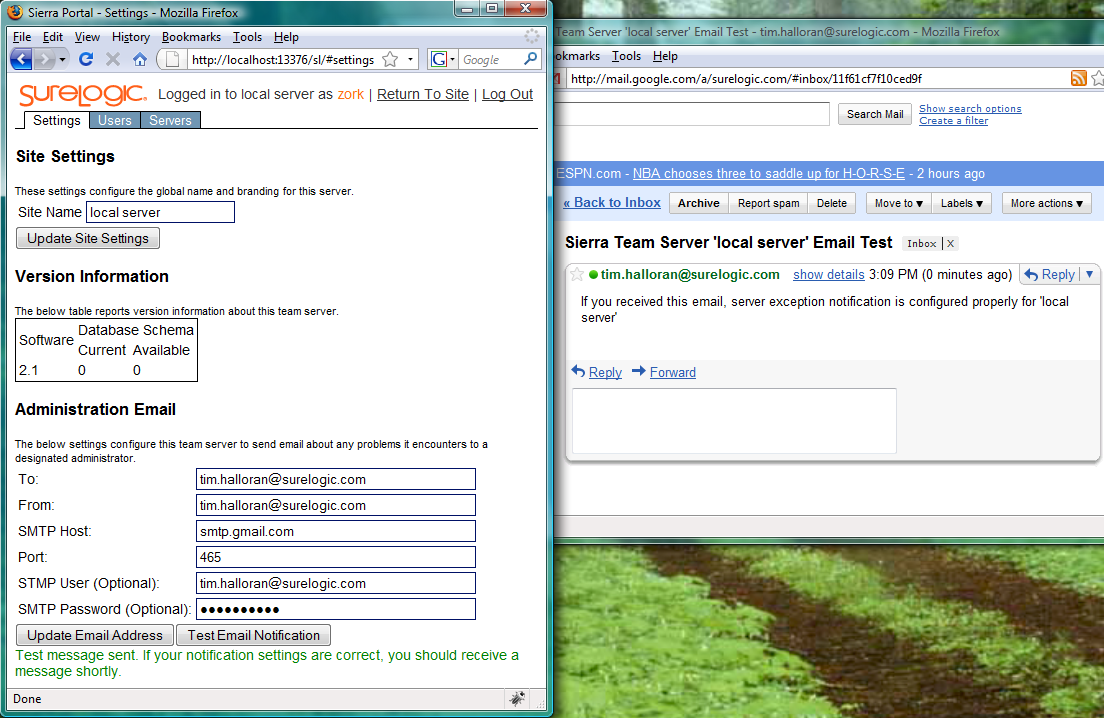 Sierra Portal - Settings - Mozilla Firefox
File Edit View History Bookmarks Tools Help
http://localhost:13376/sl/#settings
G Google
SURELOGIC. Logged in to local server as zork | Return To Site | Log Out
Settings Users Servers
Site Settings
These settings configure the global name and branding for this server.
Site Name local server
Update Site Settings
Version Information
The below table reports version information about this team server.
Software Database Schema
Current Available
2.1 0 0
Administration Email
The below settings configure this team server to send email about any problems it encounters to a
designated administrator.
To: tim.halloran@surelogic.com
From: tim.halloran@surelogic.com
SMTP Host: smtp.gmail.com
Port: 465
STMP User (Optional): tim.halloran@surelogic.com
SMTP Password (Optional): ●●●●●●●●●●
Update Email Address Test Email Notification
Test message sent. If your notification settings are correct, you should receive a
message shortly.
Done
Team Server 'local server' Email Test - tim.halloran@surelogic.com - Mozilla Firefox
okmarks Tools Help
http://mail.google.com/a/surelogic.com/#inbox/11f61cf7f10ced9f
Search Mail Show search options
Create a filter
ESPN.com - NBA chooses three to saddle up for H-O-R-S-E - 2 hours ago
« Back to Inbox Archive Report spam Delete Move to ▼ Labels ▼ More actions ▼
Sierra Team Server 'local server' Email Test Inbox | X
tim.halloran@surelogic.com show details 3:09 PM (0 minutes ago) Reply ▼
If you received this email, server exception notification is configured properly for 'local
server'
Reply Forward